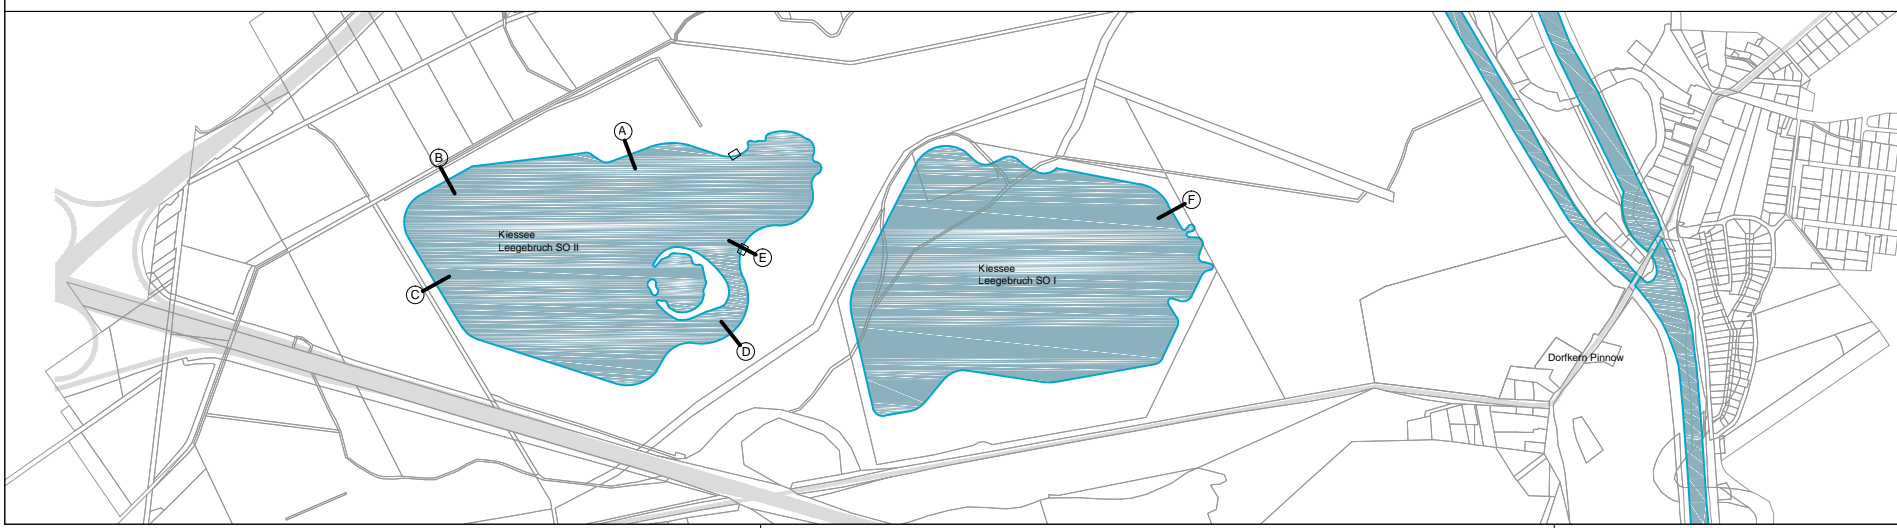 A
B
F
Kiessee
Leegebruch SO II
E
Kiessee
Leegebruch SO I
C
D
Dorfkern Pinnow